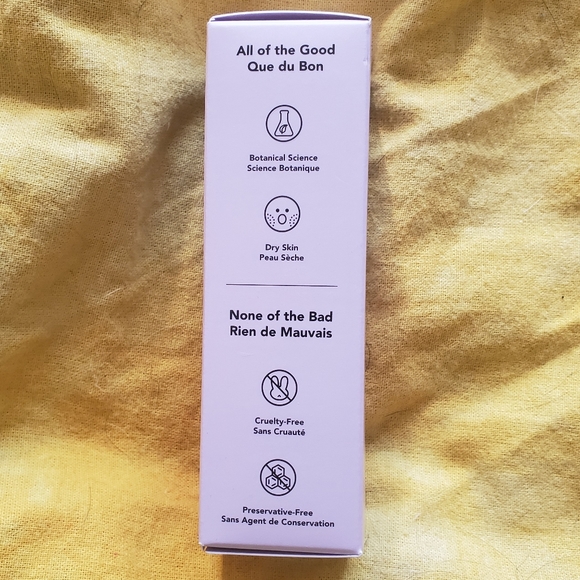 All of the Good
Que du Bon
Botanical Science
Science Botanique
Dry Skin
Peau Sèche
None of the Bad
Rien de Mauvais
Cruelty-Free
Sans Cruauté
Preservative-Free
Sans Agent de Conservation